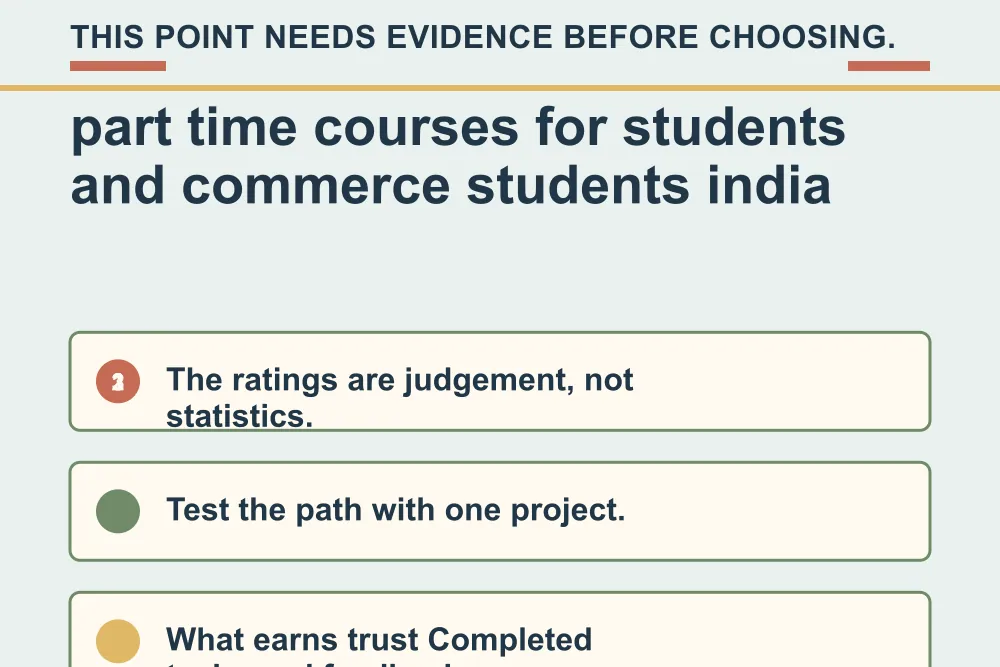 THIS POINT NEEDS EVIDENCE BEFORE CHOOSING.
part time courses for students
and commerce students india
The ratings are judgement, not
statistics.
Test the path with one project.
What earns trust Completed